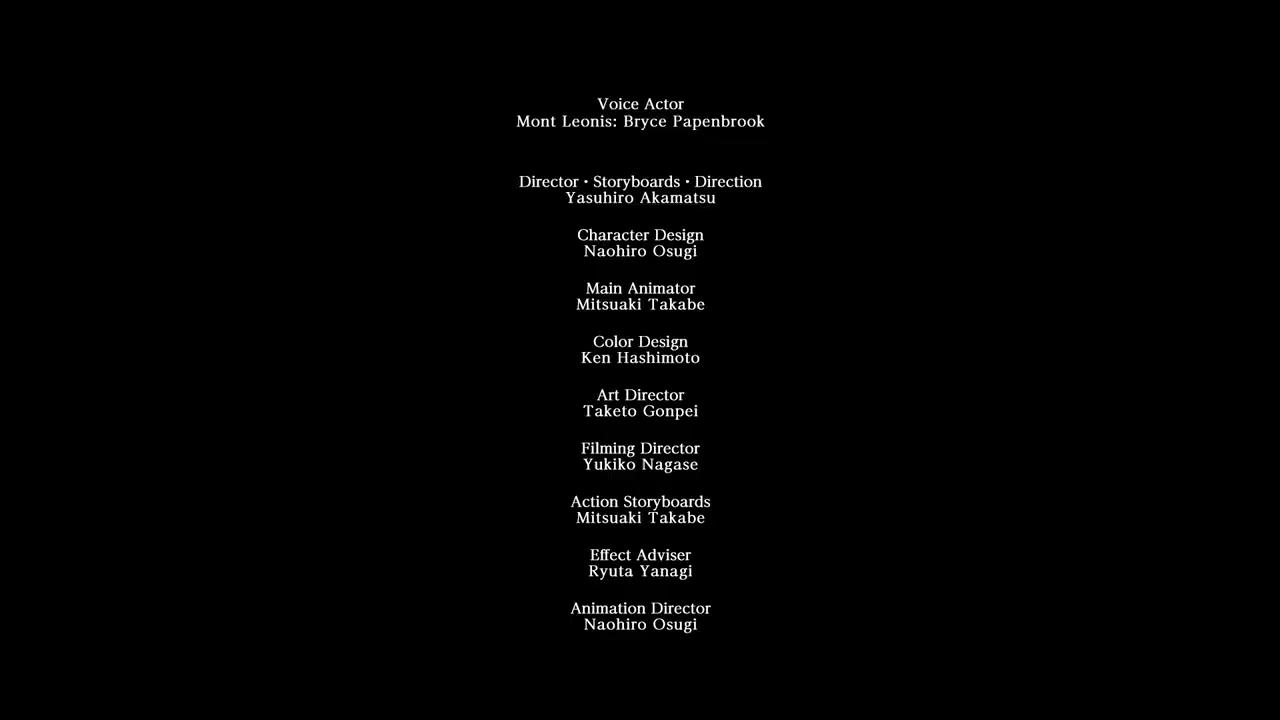 Voice Actor
Mont Leonis: Bryce Papenbrook
Director・Storyboards・Direction
Yasuhiro Akamatsu
Character Design
Naohiro Osugi
Main Animator
Mitsuaki Takabe
Color Design
Ken Hashimoto
Art Director
Taketo Gonpei
Filming Director
Yukiko Nagase
Action Storyboards
Mitsuaki Takabe
Effect Adviser
Ryuta Yanagi
Animation Director
Naohiro Osugi